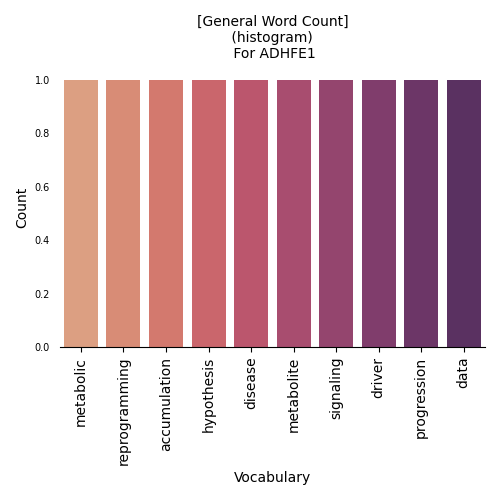 [General Word Count]
(histogram)
For ADHFE1
Count
1.0
0.8
0.6
0.4
0.2
0.0
metabolic
reprogramming
accumulation
hypothesis
disease
metabolite
signaling
driver
progression
data
Vocabulary